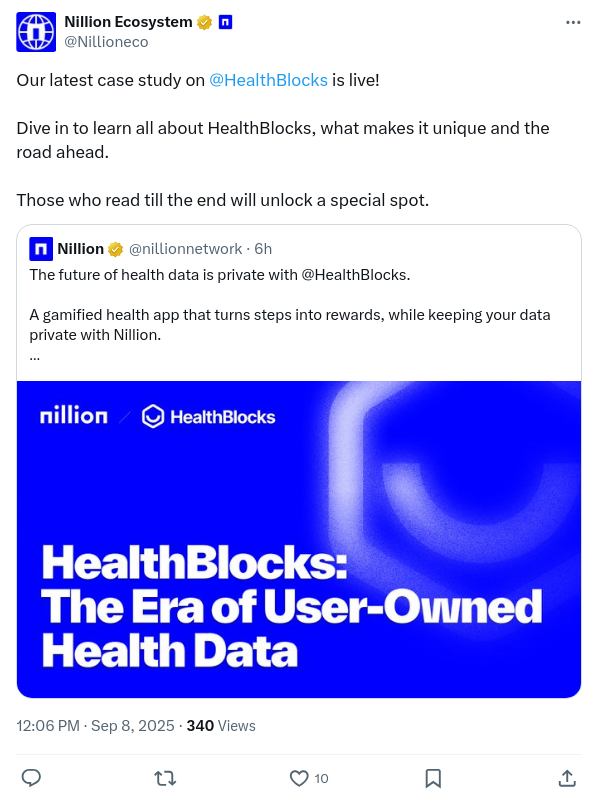 Nillion Ecosystem
@Nillioneco
Our latest case study on @HealthBlocks is live!
Dive in to learn all about HealthBlocks, what makes it unique and the
road ahead.
Those who read till the end will unlock a special spot.
Nillion @nillionnetwork · 6h
The future of health data is private with @HealthBlocks.
A gamified health app that turns steps into rewards, while keeping your data
private with Nillion.
...
nillion / HealthBlocks
HealthBlocks:
The Era of User-Owned
Health Data
12:06 PM · Sep 8, 2025 · 340 Views
10